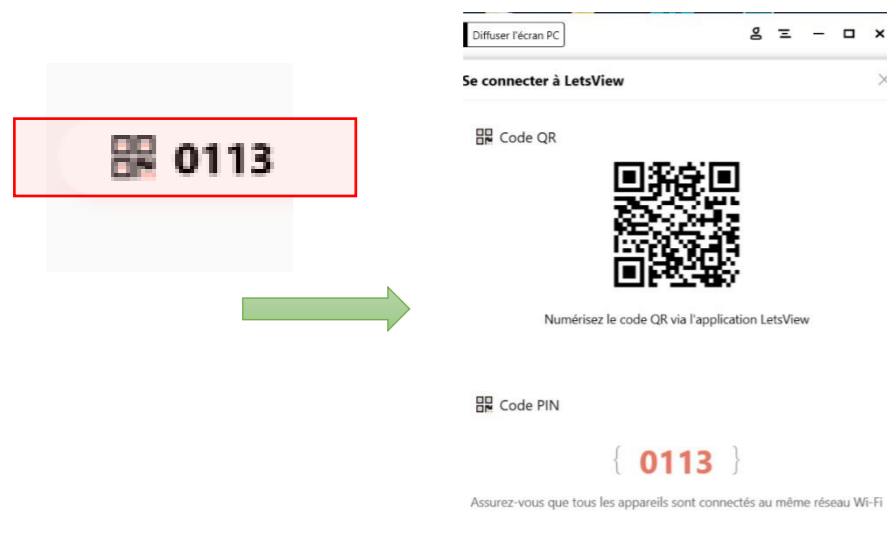 0113
Diffuser l'écran PC
Se connecter à LetsView
Code QR
Numérisez le code QR via l'application LetsView
Code PIN
{ 0113 }
Assurez-vous que tous les appareils sont connectés au même réseau Wi-Fi